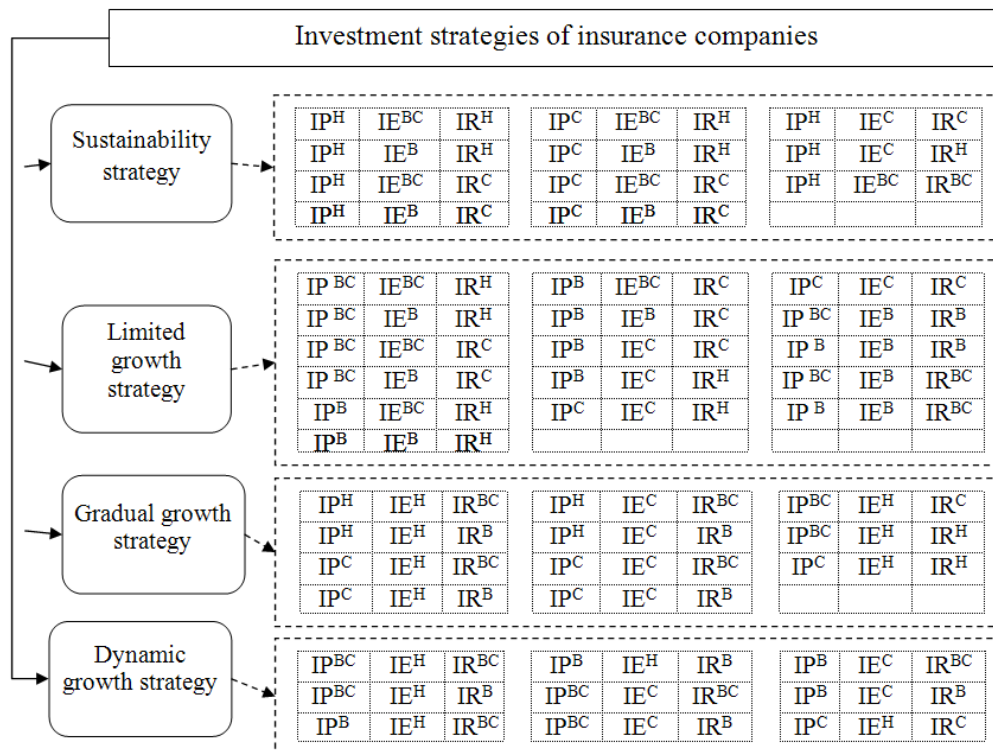 Investment strategies of insurance companies
Sustainability
strategy
IPᴴ IEᴮᶜ IRᴴ IPᶜ IEᴮᶜ IRᴴ IPᴴ IEᶜ IRᶜ
IPᴴ IEᴮ IRᴴ IPᶜ IEᴮ IRᴴ IPᴴ IEᶜ IRᴴ
IPᴴ IEᴮᶜ IRᶜ IPᶜ IEᴮᶜ IRᶜ IPᴴ IEᴮᶜ IRᴮᶜ
IPᴴ IEᴮ IRᶜ IPᶜ IEᴮ IRᶜ
Limited
growth
strategy
IP ᴮᶜ IEᴮᶜ IRᴴ IPᴮ IEᴮᶜ IRᶜ IPᶜ IEᶜ IRᶜ
IP ᴮᶜ IEᴮ IRᴴ IPᴮ IEᴮ IRᶜ IP ᴮᶜ IEᴮ IRᴮ
IP ᴮᶜ IEᴮᶜ IRᶜ IPᴮ IEᶜ IRᶜ IP ᴮ IEᴮ IRᴮ
IP ᴮᶜ IEᴮ IRᶜ IPᴮ IEᶜ IRᴴ IP ᴮᶜ IEᴮ IRᴮᶜ
IPᴮ IEᴮᶜ IRᴴ IPᶜ IEᶜ IRᴴ IP ᴮ IEᴮ IRᴮᶜ
IPᴮ IEᴮ IRᴴ
Gradual growth
strategy
IPᴴ IEᴴ IRᴮᶜ IPᴴ IEᶜ IRᴮᶜ IPᴮᶜ IEᴴ IRᶜ
IPᴴ IEᴴ IRᴮ IPᴴ IEᶜ IRᴮ IPᴮᶜ IEᴴ IRᴴ
IPᶜ IEᴴ IRᴮᶜ IPᶜ IEᶜ IRᴮᶜ IPᶜ IEᴴ IRᴴ
IPᶜ IEᴴ IRᴮ IPᶜ IEᶜ IRᴮ
Dynamic
growth strategy
IPᴮᶜ IEᴴ IRᴮᶜ IPᴮ IEᴴ IRᴮ IPᴮ IEᶜ IRᴮᶜ
IPᴮᶜ IEᴴ IRᴮ IPᴮᶜ IEᶜ IRᴮᶜ IPᴮ IEᶜ IRᴮ
IPᴮ IEᴴ IRᴮᶜ IPᴮᶜ IEᶜ IRᴮ IPᶜ IEᴴ IRᶜ